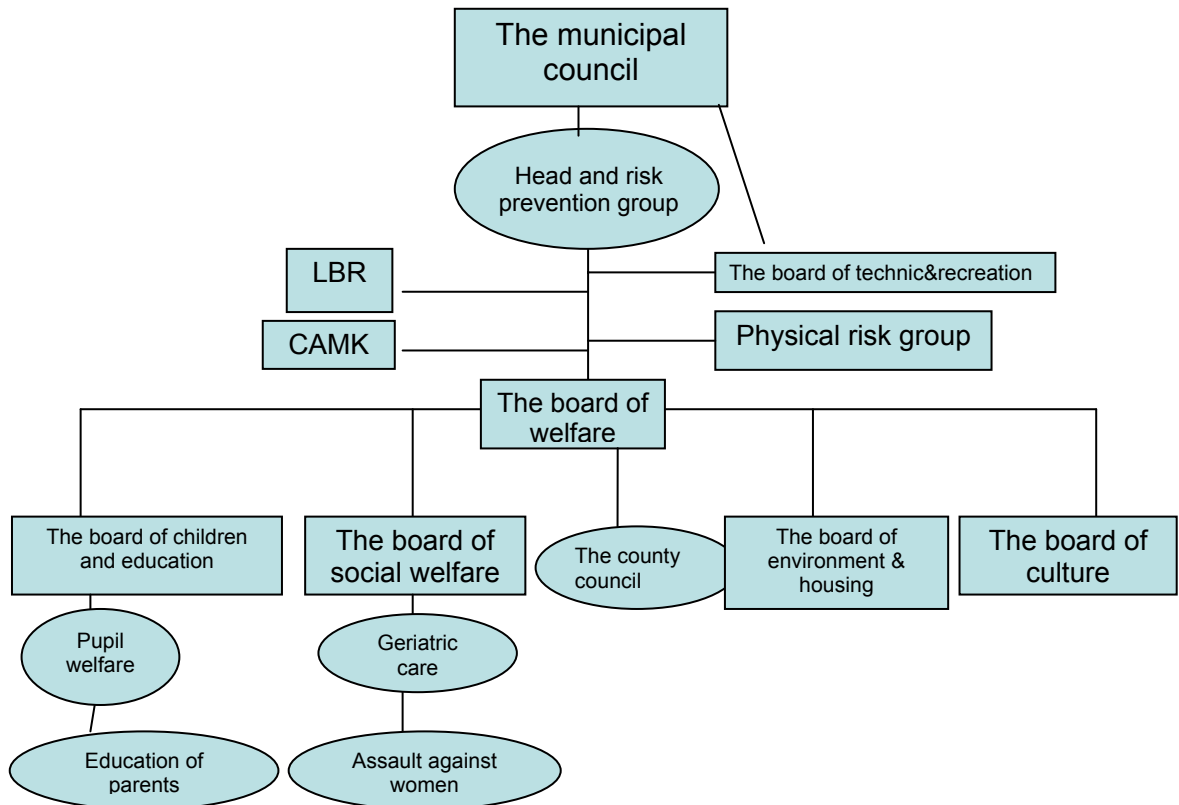 The municipal
council
Head and risk
prevention group
LBR
The board of technic&recreation
CAMK
Physical risk group
The board of
welfare
The board of children
and education
The board of
social welfare
The county
council
The board of
environment &
housing
The board of
culture
Pupil
welfare
Geriatric
care
Education of
parents
Assault against
women